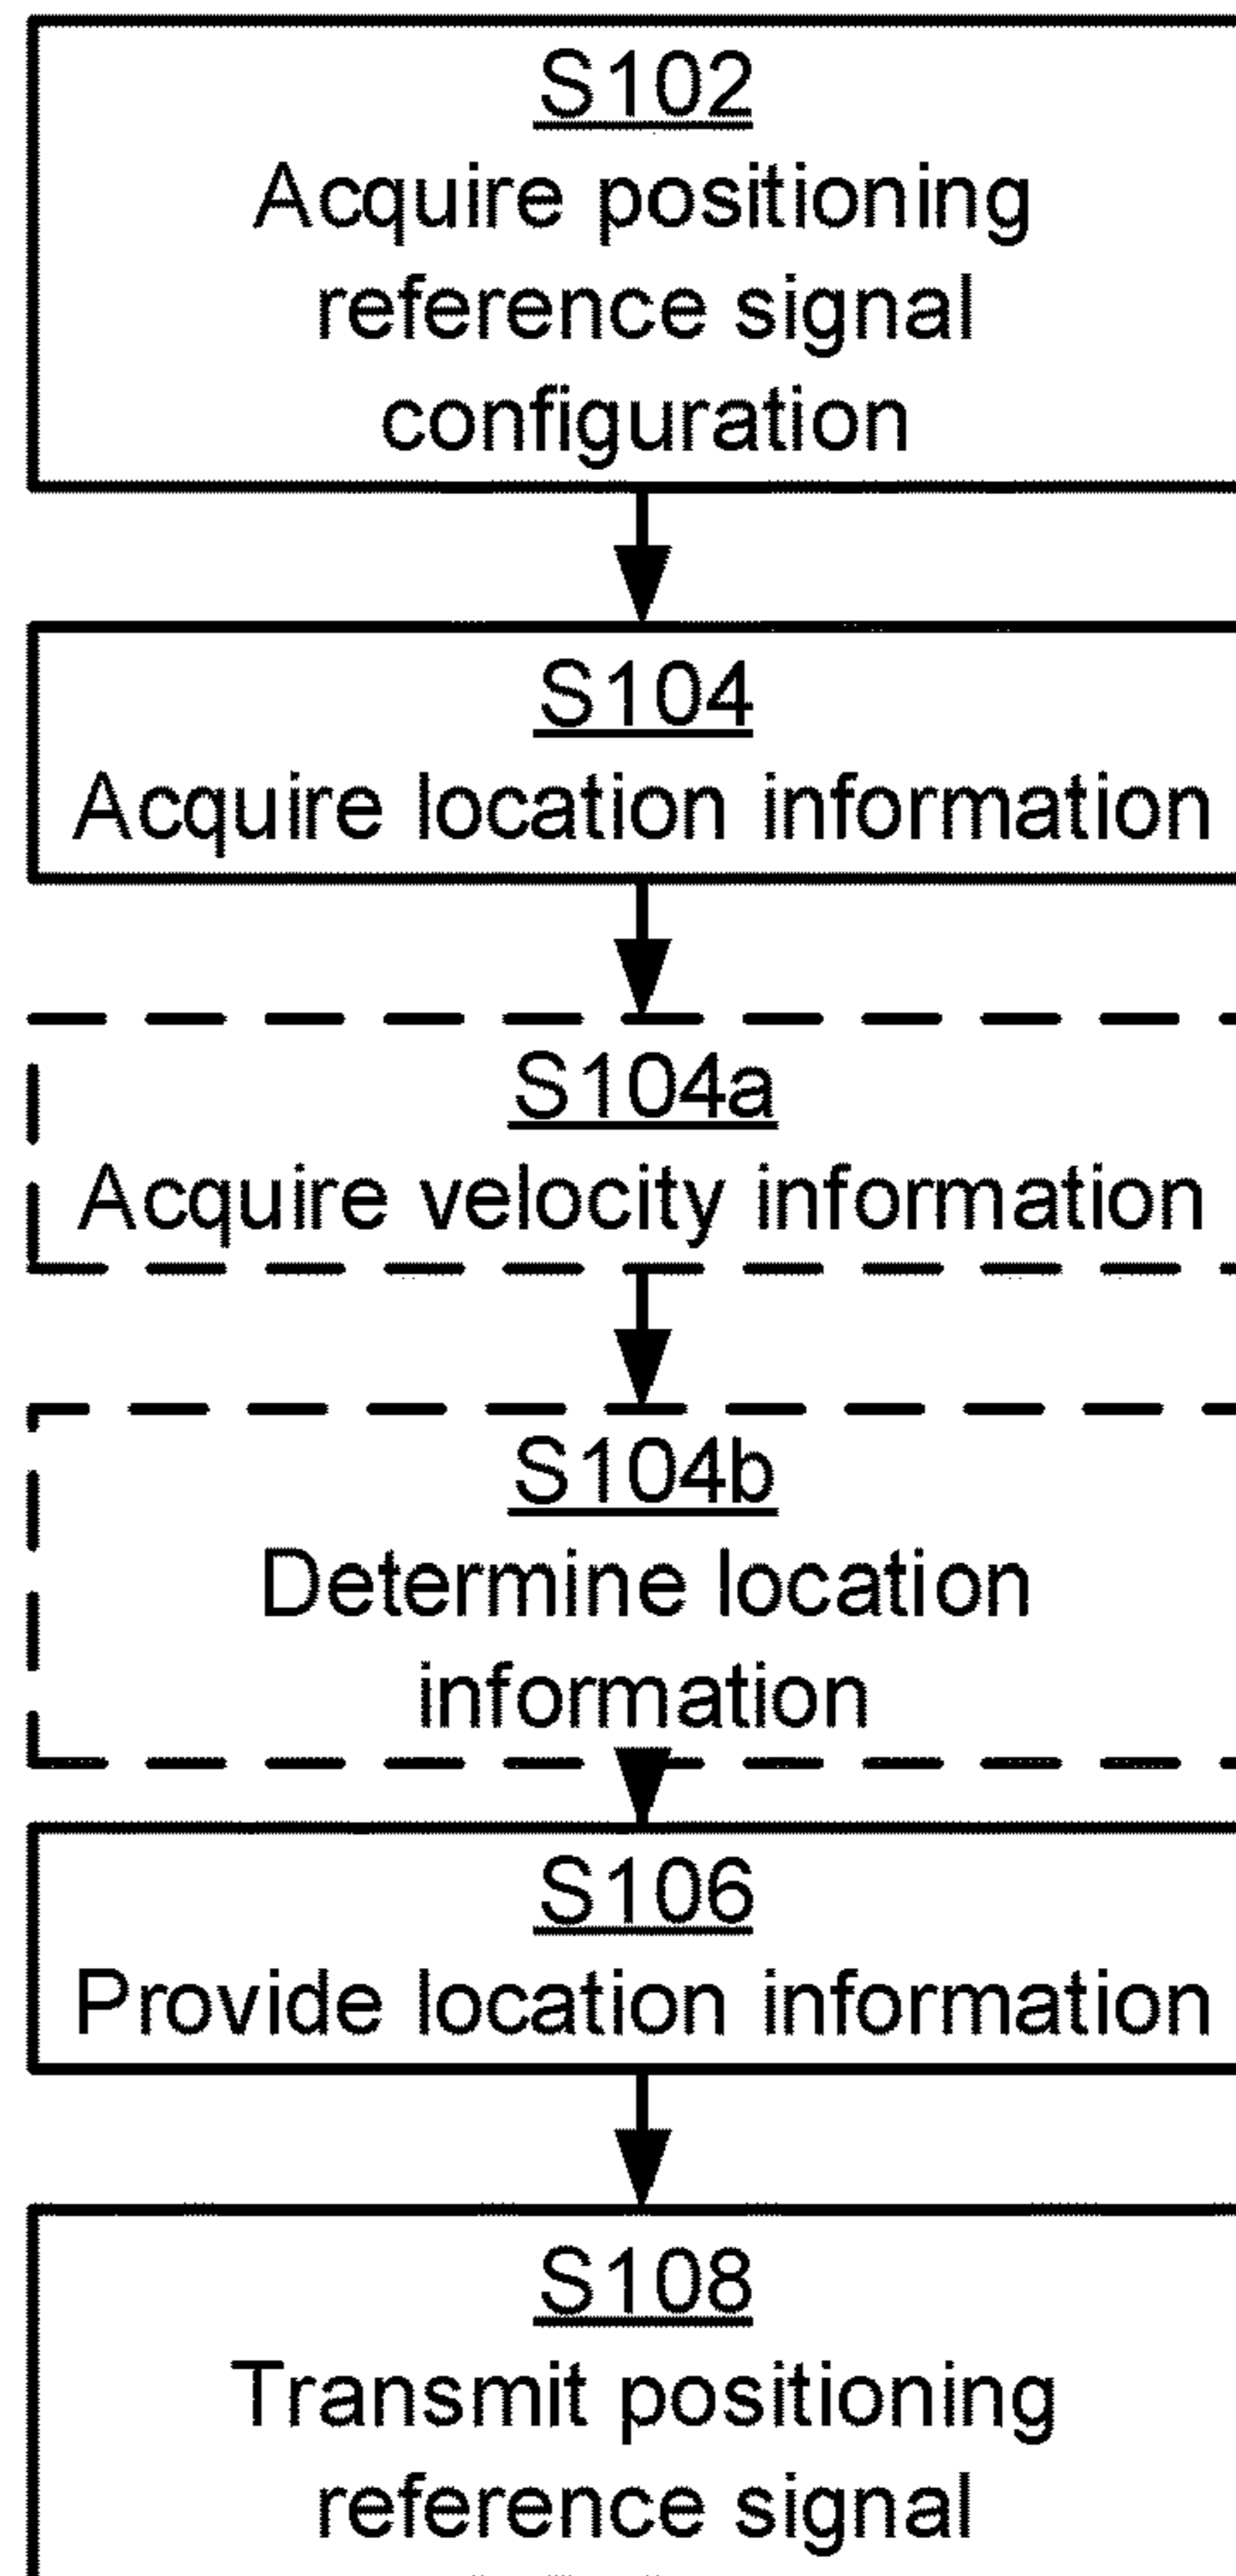 S102
Acquire positioning
reference signal
configuration
S104
Acquire location information
S104a
Acquire velocity information
S104b
Determine location
information
S106
Provide location information
S108
Transmit positioning
reference signal